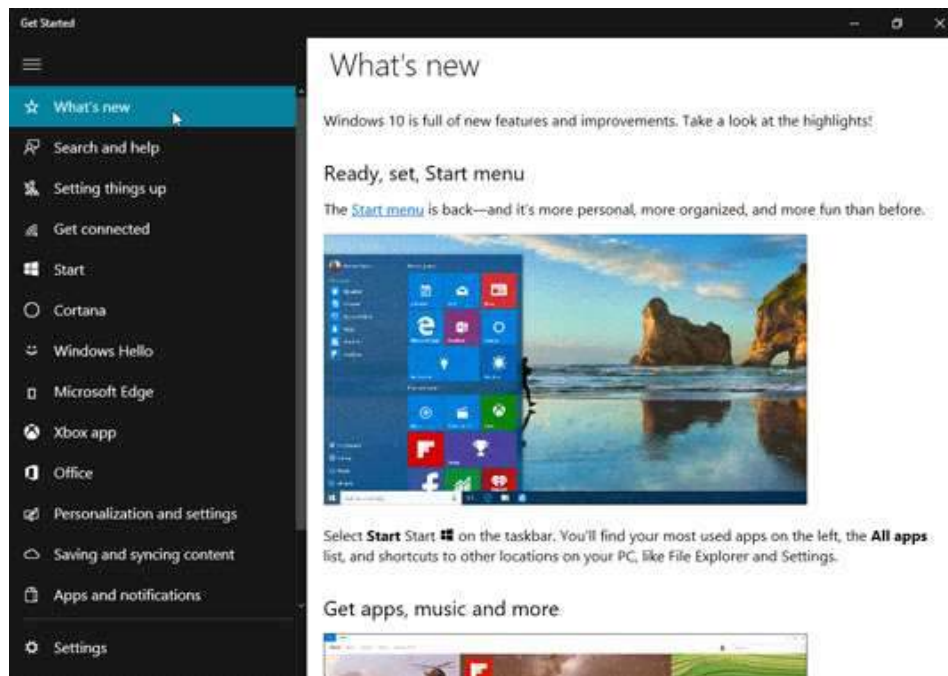 Get Started
What's new
Search and help
Setting things up
Get connected
Start
Cortana
Windows Hello
Microsoft Edge
Xbox app
Office
Personalization and settings
Saving and syncing content
Apps and notifications
Settings
What's new
Windows 10 is full of new features and improvements. Take a look at the highlights!
Ready, set, Start menu
The Start menu is back—and it's more personal, more organized, and more fun than before.
Select Start Start on the taskbar. You'll find your most used apps on the left, the All apps
list, and shortcuts to other locations on your PC, like File Explorer and Settings.
Get apps, music and more